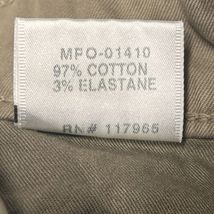 MPO-01410
97% COTTON
3% ELASTANE
RN# 117965